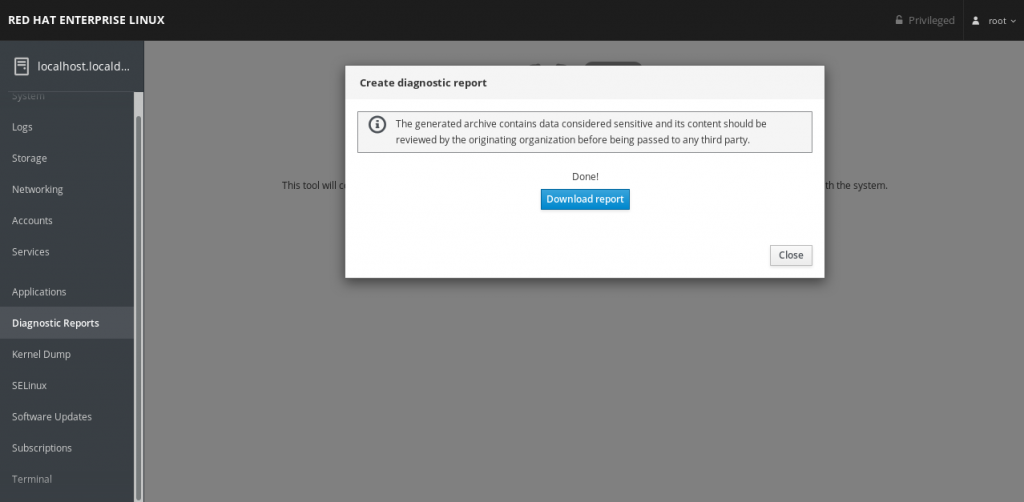 RED HAT ENTERPRISE LINUX
Privileged
root
localhost.locald...
System
Logs
Storage
Networking
Accounts
Services
Applications
Diagnostic Reports
Kernel Dump
SELinux
Software Updates
Subscriptions
Terminal
Create diagnostic report
The generated archive contains data considered sensitive and its content should be
reviewed by the originating organization before being passed to any third party.
Done!
This tool will th the system.
Download report
Close